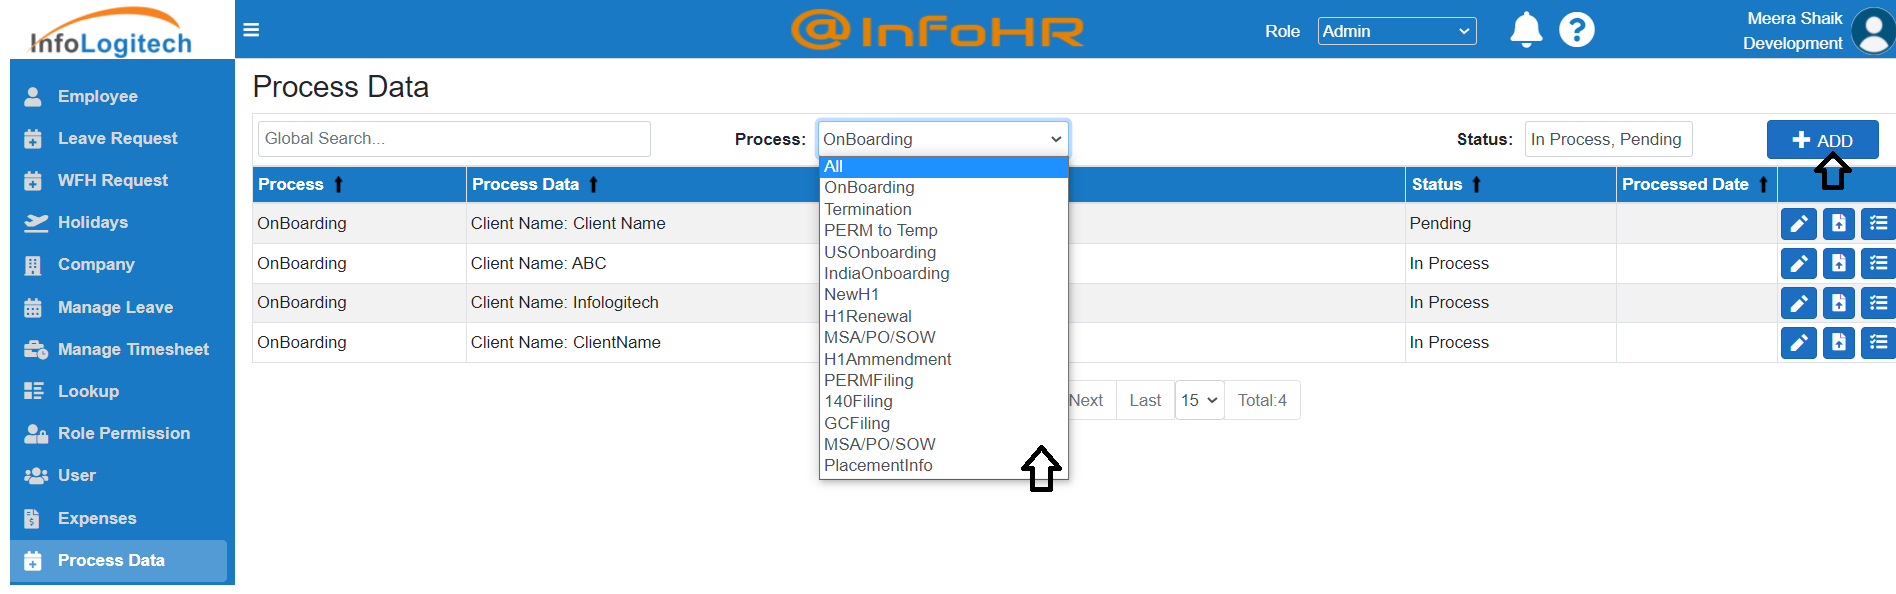 InfoLogitech
@InFoHR
Role Admin
Meera Shaik
Development
Employee
Leave Request
WFH Request
Holidays
Company
Manage Leave
Manage Timesheet
Lookup
Role Permission
User
Expenses
Process Data
Process Data
Global Search... Process: OnBoarding Status: In Process, Pending ADD
Process Process Data Status Processed Date
OnBoarding Client Name: Client Name Pending
OnBoarding Client Name: ABC In Process
OnBoarding Client Name: Infologitech In Process
OnBoarding Client Name: ClientName In Process
All
OnBoarding
Termination
PERM to Temp
USOnboarding
IndiaOnboarding
NewH1
H1Renewal
MSA/PO/SOW
H1Ammendment
PERMFiling
140Filing
GCFiling
MSA/PO/SOW
PlacementInfo
Next Last 15 Total:4